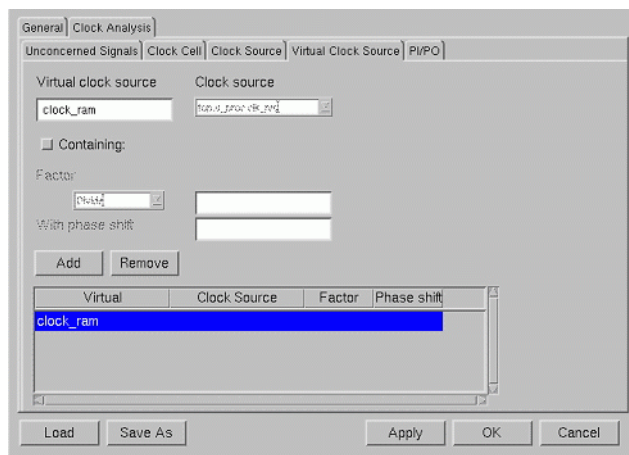 General Clock Analysis
Unconcerned Signals Clock Cell Clock Source Virtual Clock Source PI/PO
Virtual clock source Clock source
clock_ram
Containing:
Factor
Divide
With phase shift
Add Remove
Virtual Clock Source Factor Phase shift
clock_ram
Load Save As Apply OK Cancel